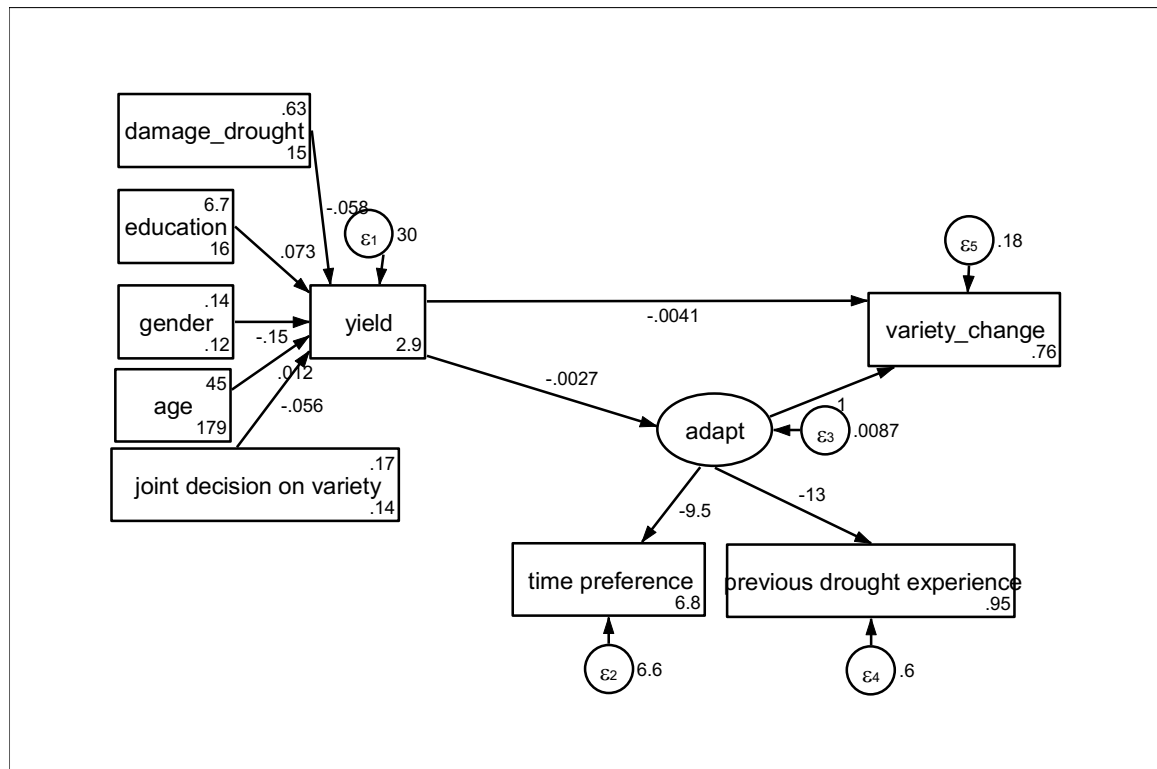 .63
damage_drought
15
-.058
6.7
education
16
.073
ε1
30
ε5
.18
.14
gender
.12
-.15
yield
2.9
-.0041
variety_change
.76
45
age
179
.012
-.056
-.0027
1
adapt
ε3
.0087
.17
joint decision on variety
.14
-9.5
-13
time preference
6.8
previous drought experience
.95
ε2
6.6
ε4
.6